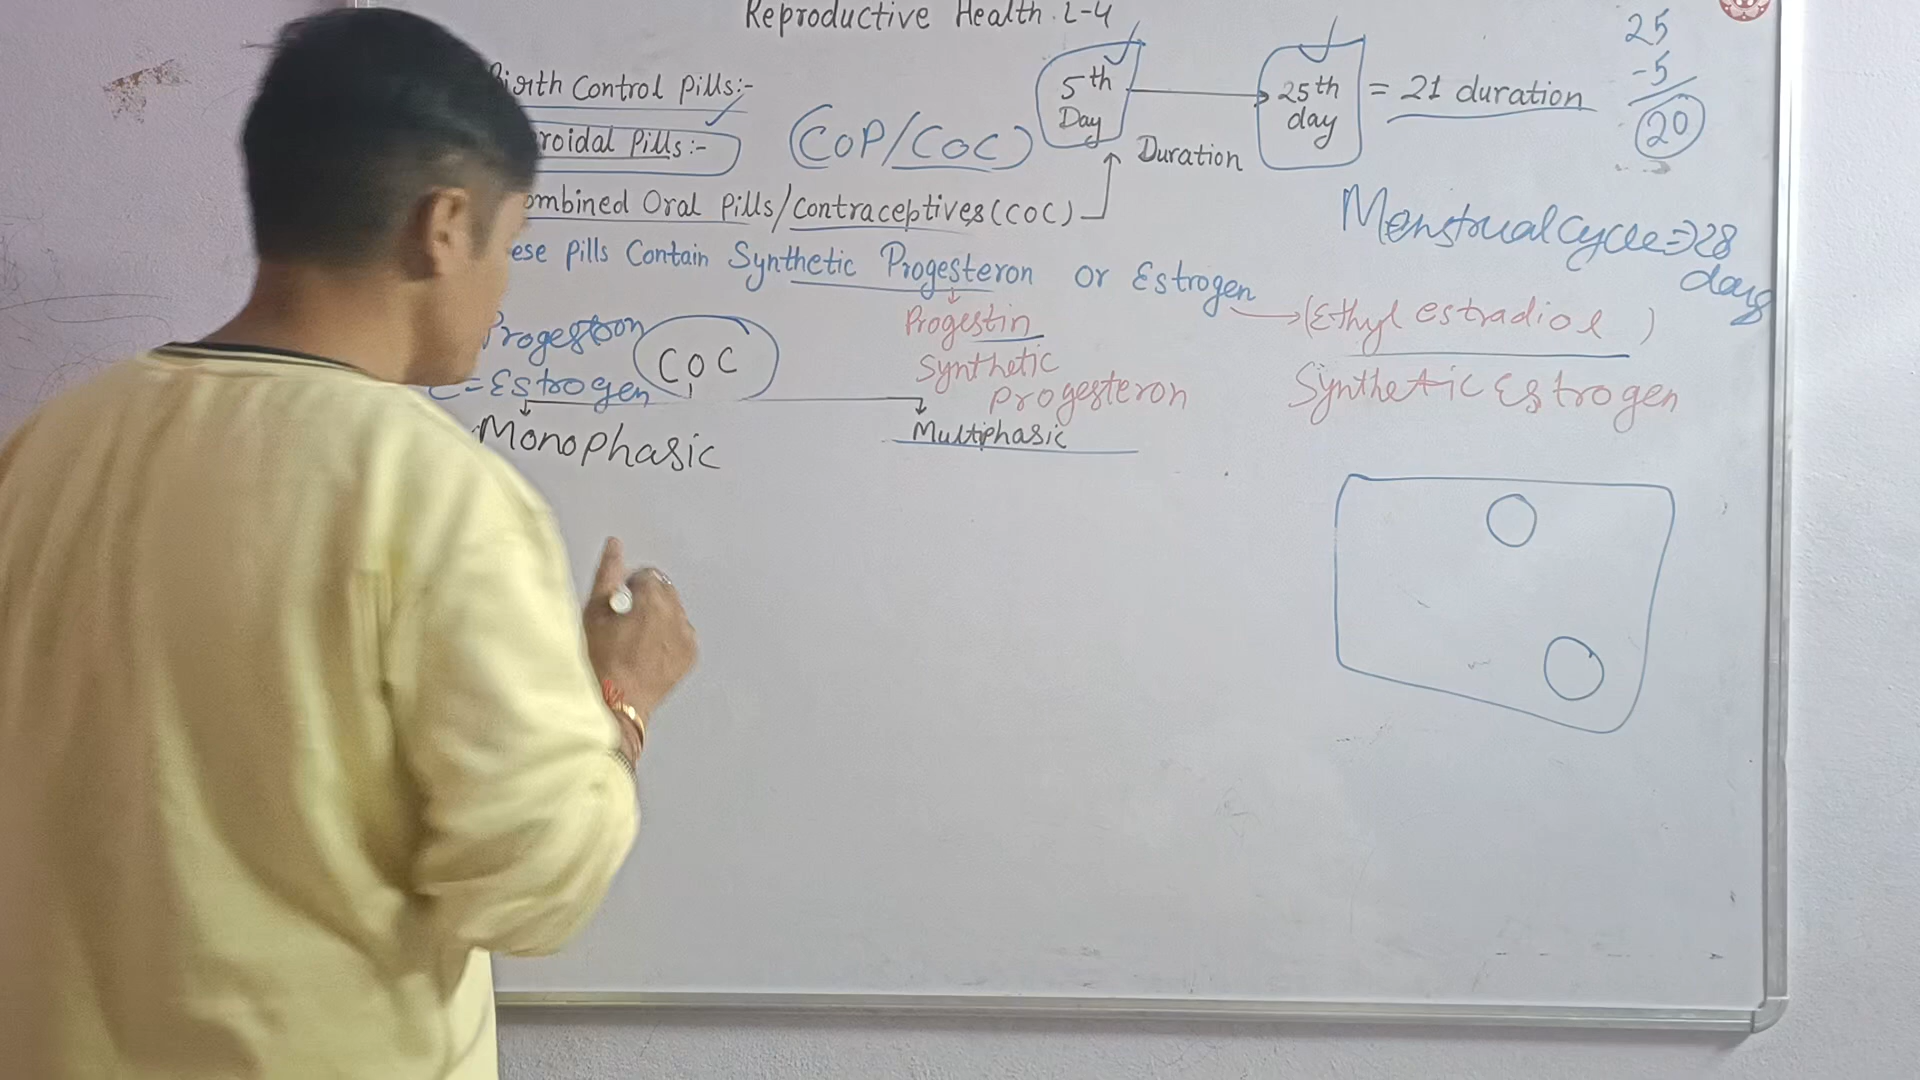 Reproductive Health. L-4
Birth Control Pills:-
roidal Pills:-
(COP/COC)
5th Day
Duration
25th day
= 21 duration
25
-5
20
ombined Oral Pills/Contraceptives (COC)
Menstrual Cycle => 28 days
ese Pills Contain Synthetic Progesteron or Estrogen
(Ethyl estradiol )
Synthetic Estrogen
Progestin
Synthetic Progesteron
= Estrogen
COC
Monophasic
Multiphasic